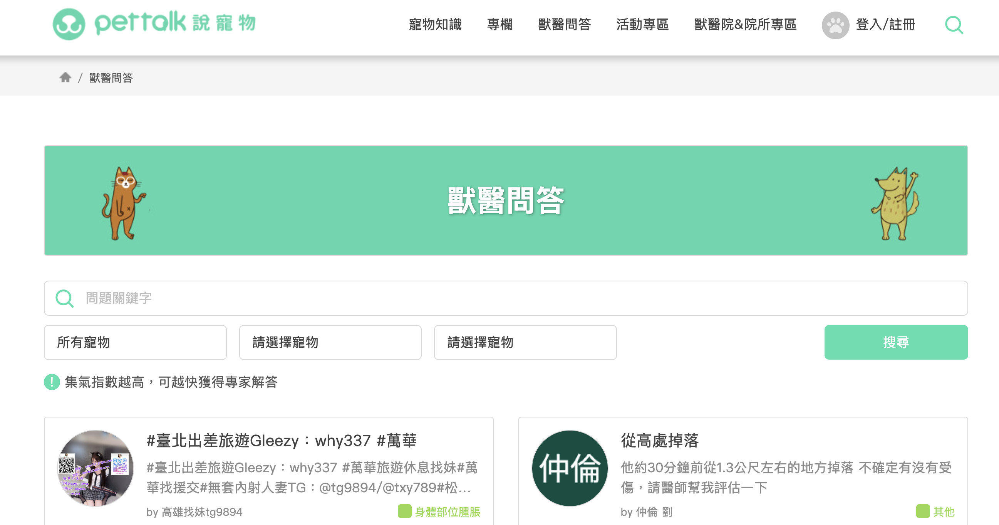 pettalk 說寵物
寵物知識 專欄 獸醫問答 活動專區 獸醫院&院所專區 登入/註冊
/ 獸醫問答
獸醫問答
問題關鍵字
所有寵物 請選擇寵物 請選擇寵物 搜尋
! 集氣指數越高，可越快獲得專家解答
#臺北出差旅遊Gleezy：why337 #萬華
#臺北出差旅遊Gleezy：why337 #萬華旅遊休息找妹#萬
華找援交#無套內射人妻TG：@tg9894/@txy789#松...
by 高雄找妹tg9894 身體部位腫脹
仲倫
從高處掉落
他約30分鐘前從1.3公尺左右的地方掉落 不確定有沒有受
傷，請醫師幫我評估一下
by 仲倫 劉 其他